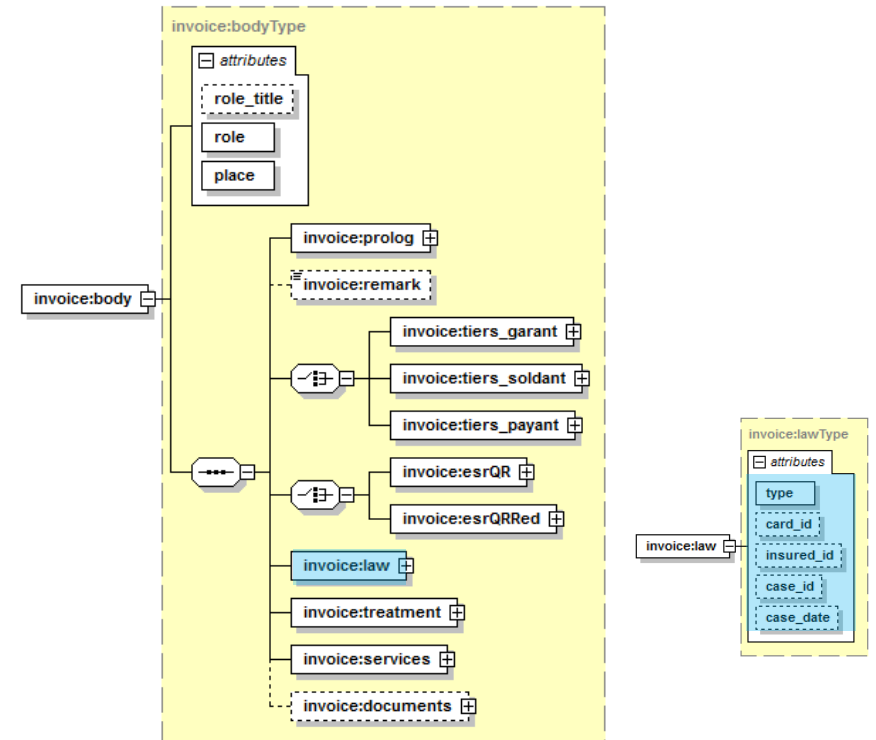 invoice:bodyType
attributes
role_title
role
place
invoice:body
invoice:prolog
invoice:remark
invoice:tiers_garant
invoice:tiers_soldant
invoice:tiers_payant
invoice:esrQR
invoice:esrQRRed
invoice:law
invoice:treatment
invoice:services
invoice:documents
invoice:lawType
attributes
type
card_id
invoice:law
insured_id
case_id
case_date